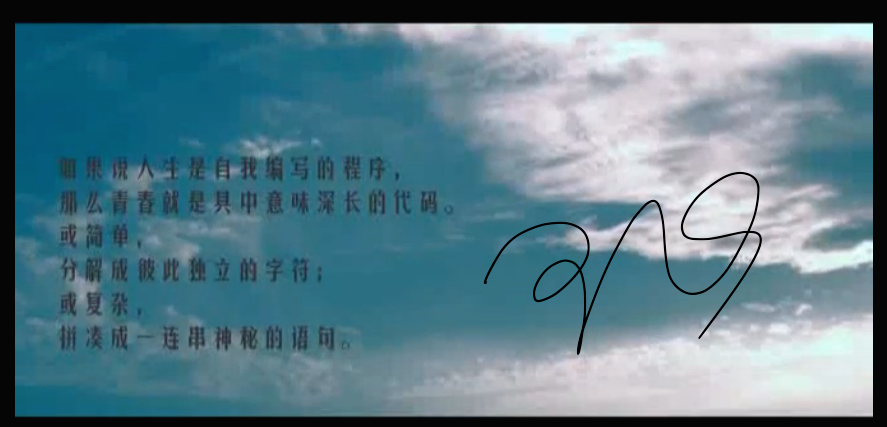 如果说人生是自我编写的程序，
那么青春就是其中意味深长的代码。
或简单，
分解成彼此独立的字符；
或复杂，
拼凑成一连串神秘的语句。